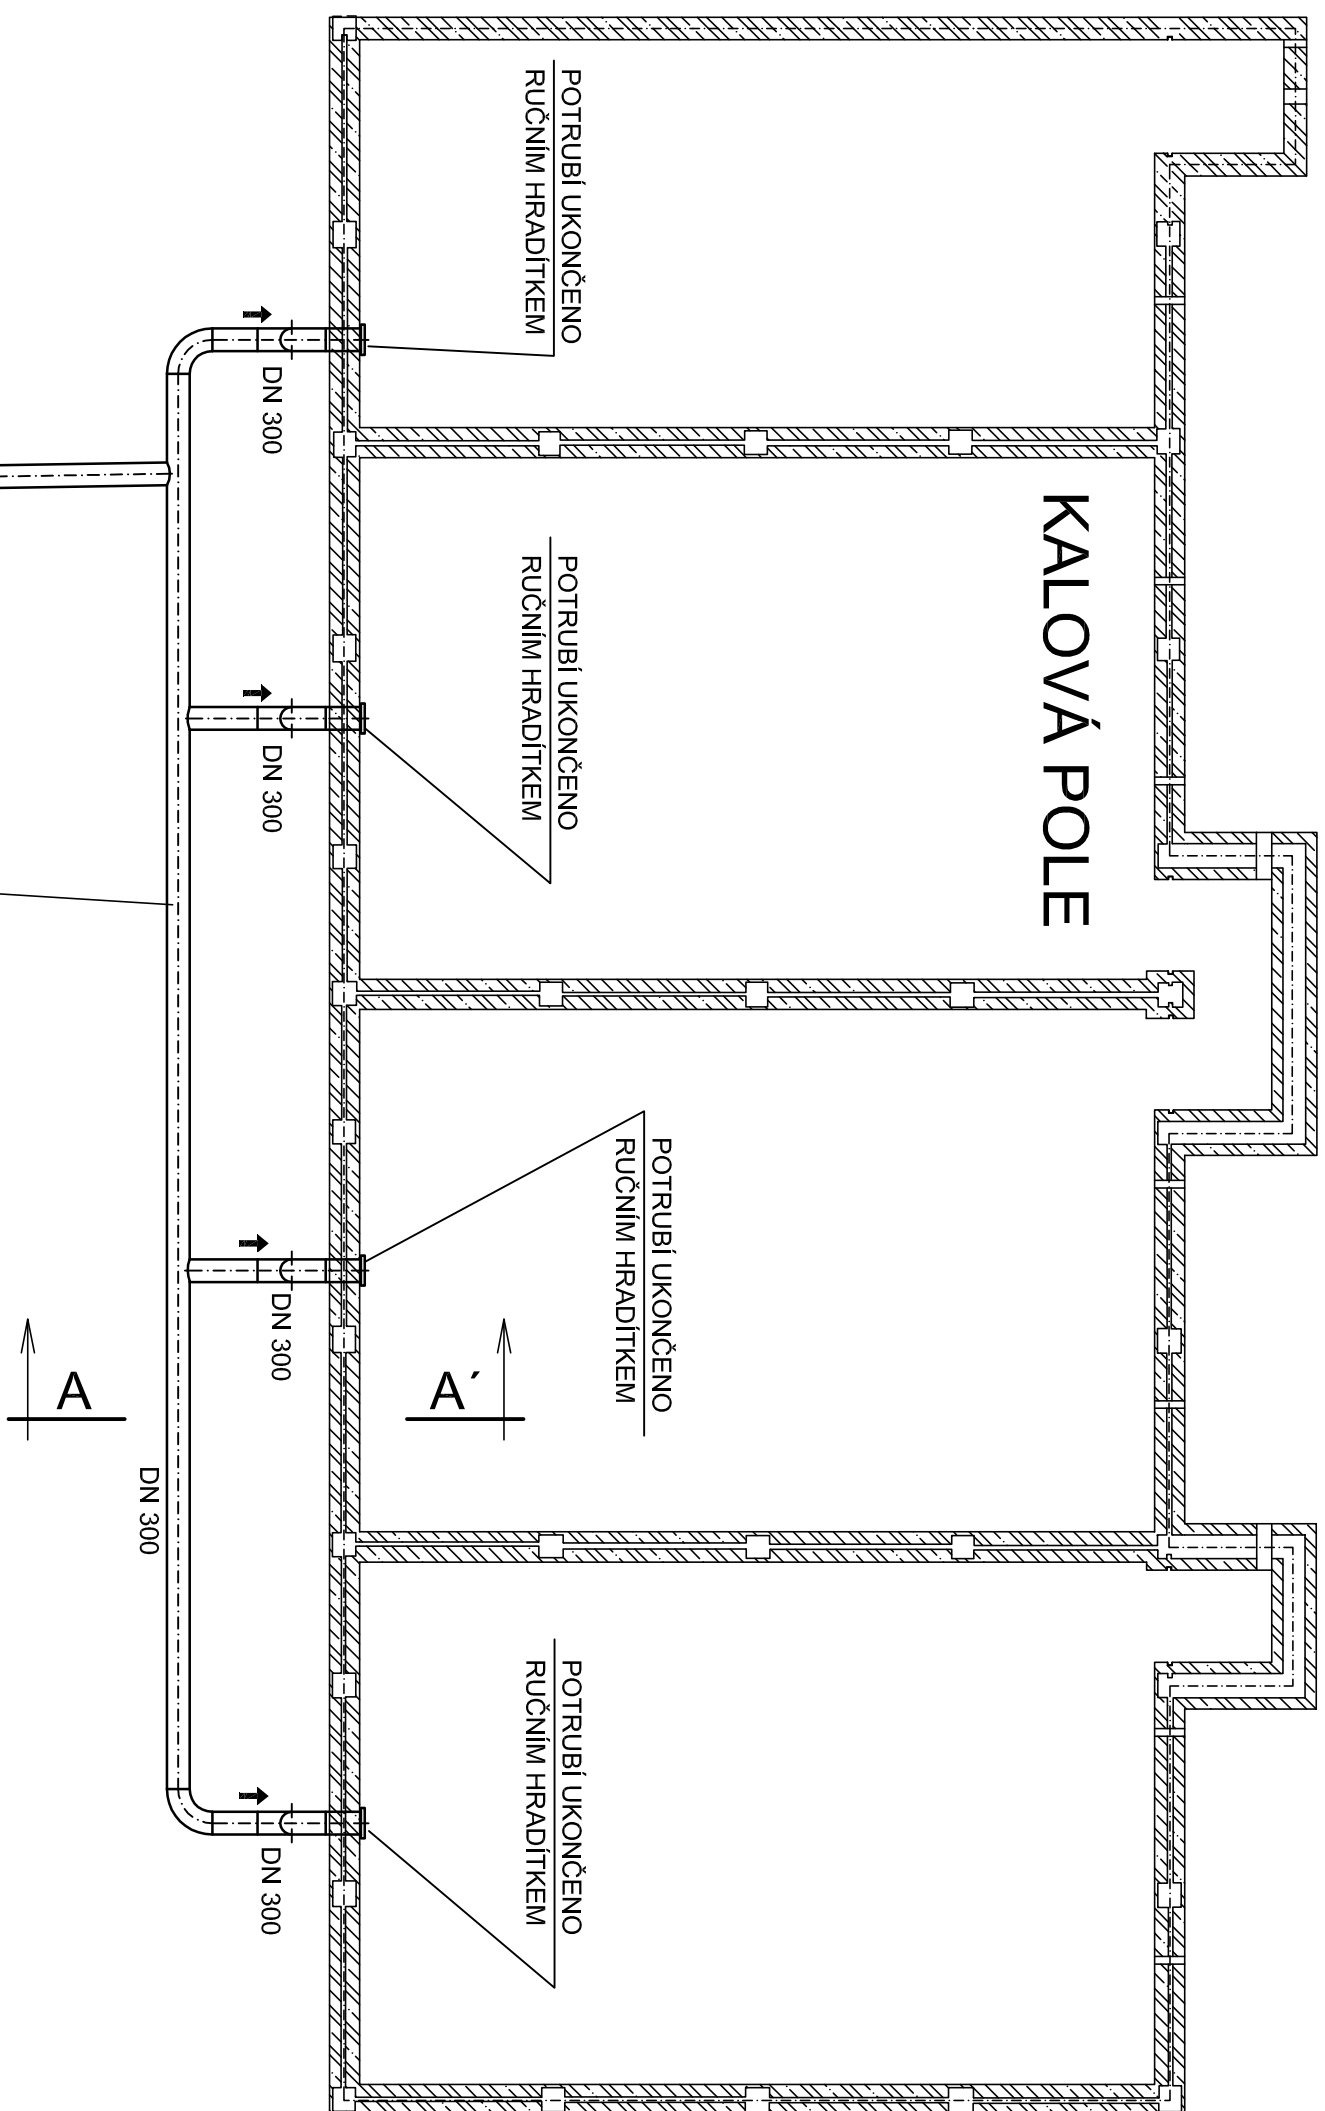 POTRUBÍ UKONČENO
RUČNÍM HRADÍTKEM
DN 300
KALOVÁ POLE
POTRUBÍ UKONČENO
RUČNÍM HRADÍTKEM
DN 300
POTRUBÍ UKONČENO
RUČNÍM HRADÍTKEM
DN 300
A
A´
DN 300
POTRUBÍ UKONČENO
RUČNÍM HRADÍTKEM
DN 300